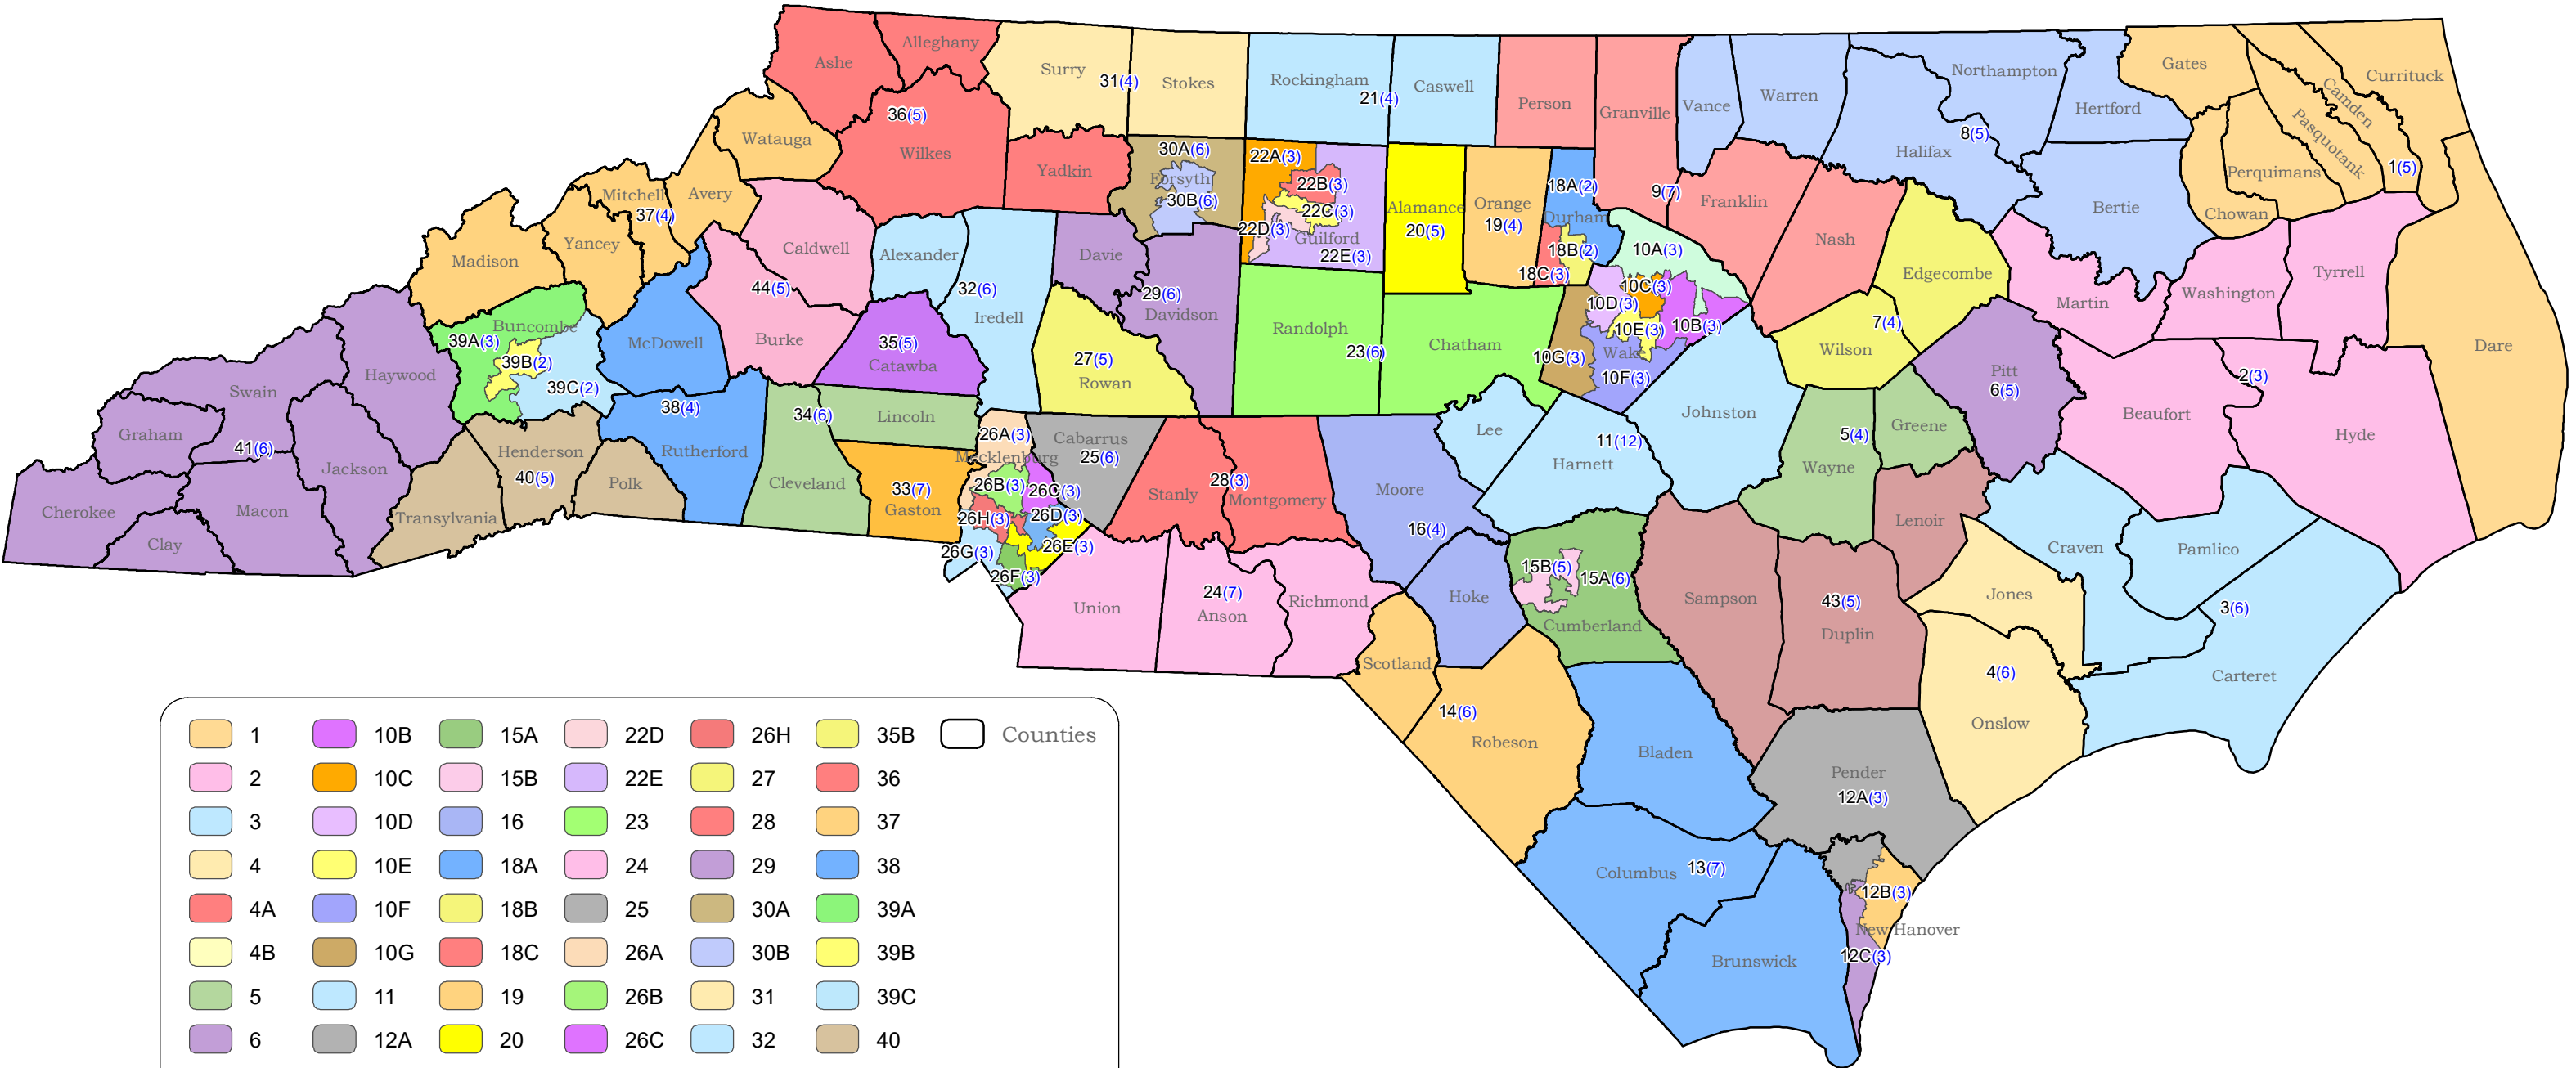 Ashe
Alleghany
Surry
31(4)
Stokes
Rockingham
21(4)
Caswell
Person
Granville
Vance
Warren
Northampton
Halifax
8(5)
Hertford
Gates
Camden
Currituck
Pasquotank
Perquimans
Chowan
1(5)
Bertie
Watauga
36(5)
Wilkes
Yadkin
30A(6)
Forsyth
30B(6)
22A(3)
22B(3)
22C(3)
22D(3)
Guilford
22E(3)
Alamance
20(5)
Orange
19(4)
18A(2)
Durham
18B(2)
18C(3)
9(7)
Franklin
Nash
Edgecombe
Martin
Washington
Tyrrell
Dare
Mitchell
37(4)
Avery
Yancey
Madison
Caldwell
44(5)
Burke
Alexander
32(6)
Iredell
Davie
29(6)
Davidson
Randolph
23(6)
Chatham
10A(3)
10C(3)
10D(3)
10E(3)
10B(3)
Wake
10G(3)
10F(3)
7(4)
Wilson
Pitt
6(5)
Beaufort
2(3)
Hyde
Buncombe
39A(3)
39B(2)
39C(2)
McDowell
35(5)
Catawba
27(5)
Rowan
Haywood
Swain
Graham
41(6)
Jackson
Cherokee
Macon
Clay
Transylvania
Henderson
40(5)
Polk
38(4)
Rutherford
34(6)
Cleveland
Lincoln
33(7)
Gaston
26A(3)
Mecklenburg
26B(3)
26C(3)
26H(3)
26D(3)
26G(3)
26E(3)
26F(3)
Cabarrus
25(6)
Stanly
28(3)
Montgomery
Moore
16(4)
Lee
11(12)
Harnett
Johnston
5(4)
Wayne
Greene
Lenoir
Craven
Pamlico
Jones
3(6)
Carteret
Union
24(7)
Anson
Richmond
Scotland
Hoke
15B(5)
15A(6)
Cumberland
Sampson
43(5)
Duplin
4(6)
Onslow
14(6)
Robeson
Bladen
Pender
12A(3)
Columbus
13(7)
Brunswick
12B(3)
New Hanover
12C(3)
1 10B 15A 22D 26H 35B Counties
2 10C 15B 22E 27 36
3 10D 16 23 28 37
4 10E 18A 24 29 38
4A 10F 18B 25 30A 39A
4B 10G 18C 26A 30B 39B
5 11 19 26B 31 39C
6 12A 20 26C 32 40